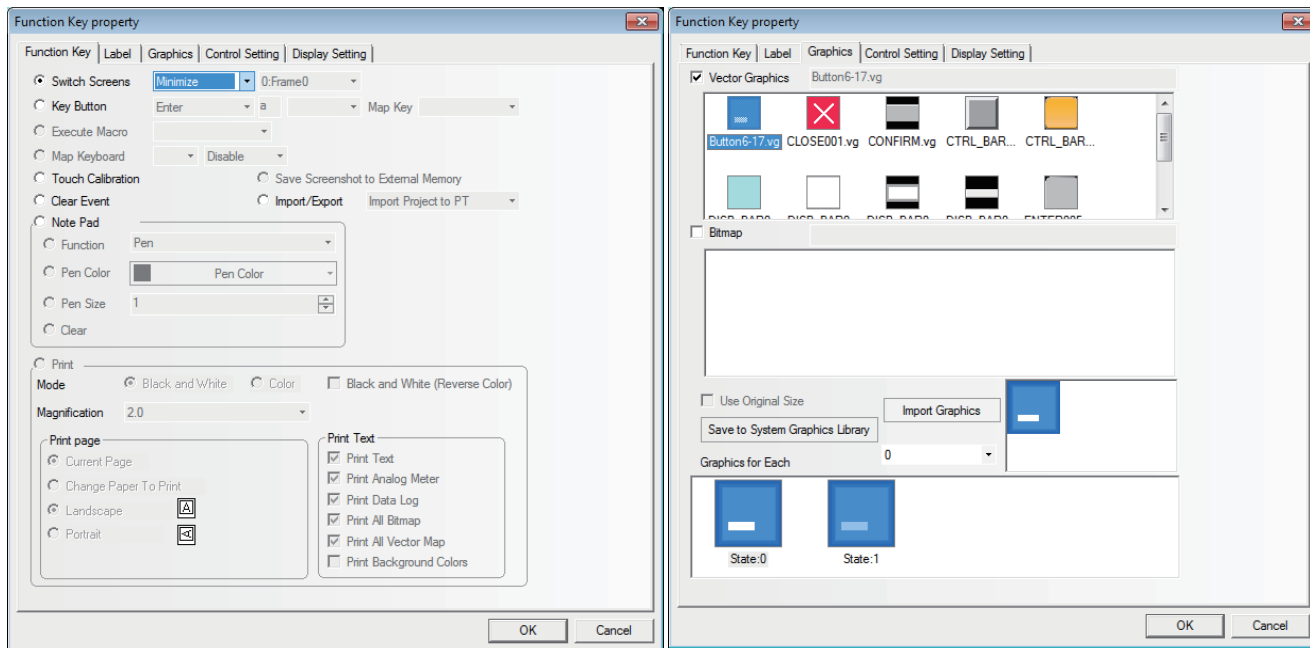 Function Key property
Function Key Label Graphics Control Setting Display Setting
Switch Screens Minimize 0:Frame0
Key Button Enter a Map Key
Execute Macro
Map Keyboard Disable
Touch Calibration Save Screenshot to External Memory
Clear Event Import/Export Import Project to PT
Note Pad
Function Pen
Pen Color Pen Color
Pen Size 1
Clear
Print
Mode Black and White Color Black and White (Reverse Color)
Magnification 2.0
Print page
Current Page
Change Paper To Print
Landscape A
Portrait A
Print Text
Print Text
Print Analog Meter
Print Data Log
Print All Bitmap
Print All Vector Map
Print Background Colors
OK Cancel
Function Key property
Function Key Label Graphics Control Setting Display Setting
Vector Graphics Button6-17.vg
Button6-17.vg CLOSE001.vg CONFIRM.vg CTRL_BAR... CTRL_BAR...
Bitmap
Use Original Size
Import Graphics
Save to System Graphics Library
Graphics for Each 0
State:0 State:1
OK Cancel